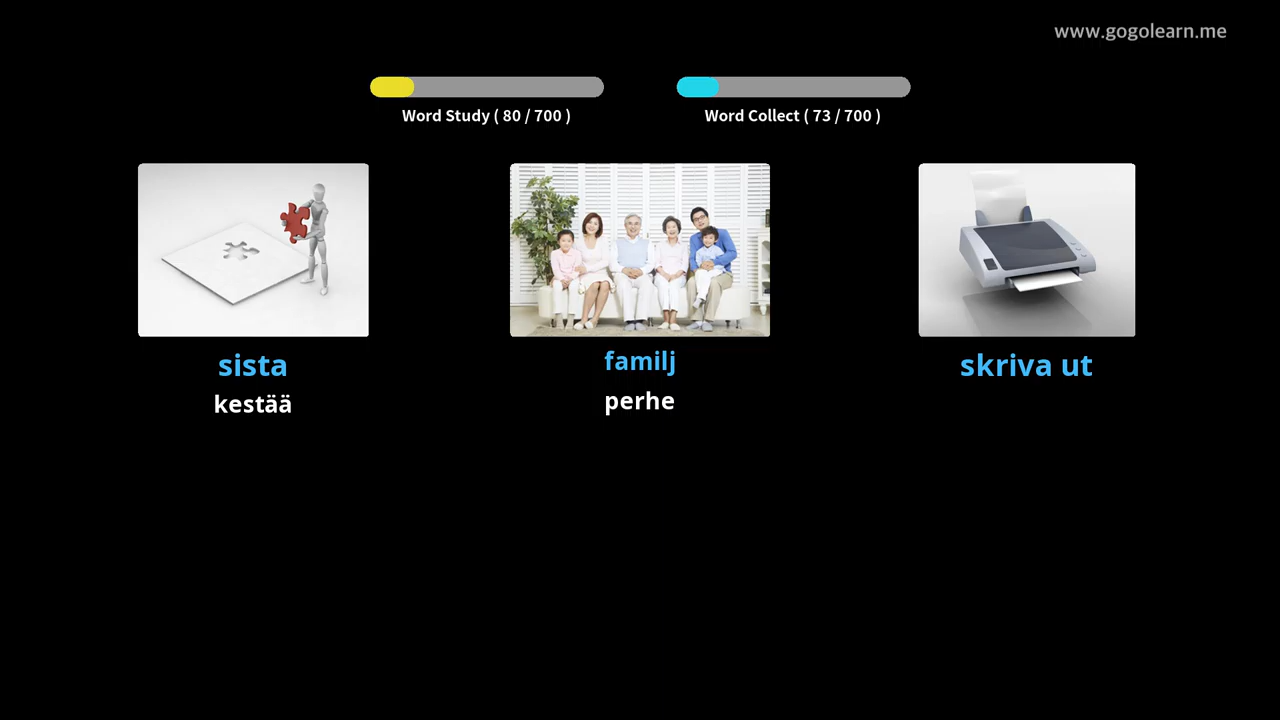 www.gogolearn.me
Word Study ( 80 / 700 )
Word Collect ( 73 / 700 )
sista
familj
skriva ut
kestää
perhe